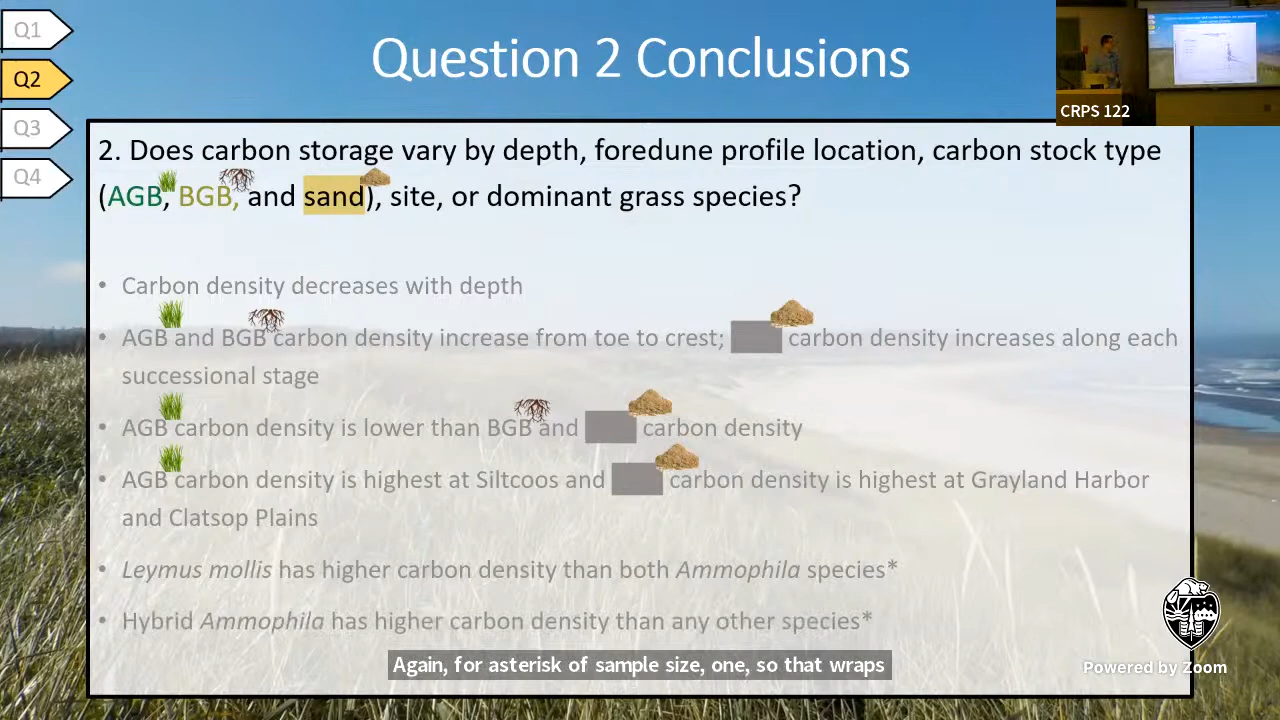 Q1
Q2
Q3
Q4
Question 2 Conclusions
CRPS 122
2. Does carbon storage vary by depth, foredune profile location, carbon stock type
(AGB, BGB, and sand), site, or dominant grass species?
• Carbon density decreases with depth
• AGB and BGB carbon density increase from toe to crest; carbon density increases along each
successional stage
• AGB carbon density is lower than BGB and carbon density
• AGB carbon density is highest at Siltcoos and carbon density is highest at Grayland Harbor
and Clatsop Plains
• Leymus mollis has higher carbon density than both Ammophila species*
• Hybrid Ammophila has higher carbon density than any other species*
Again, for asterisk of sample size, one, so that wraps
Powered by Zoom